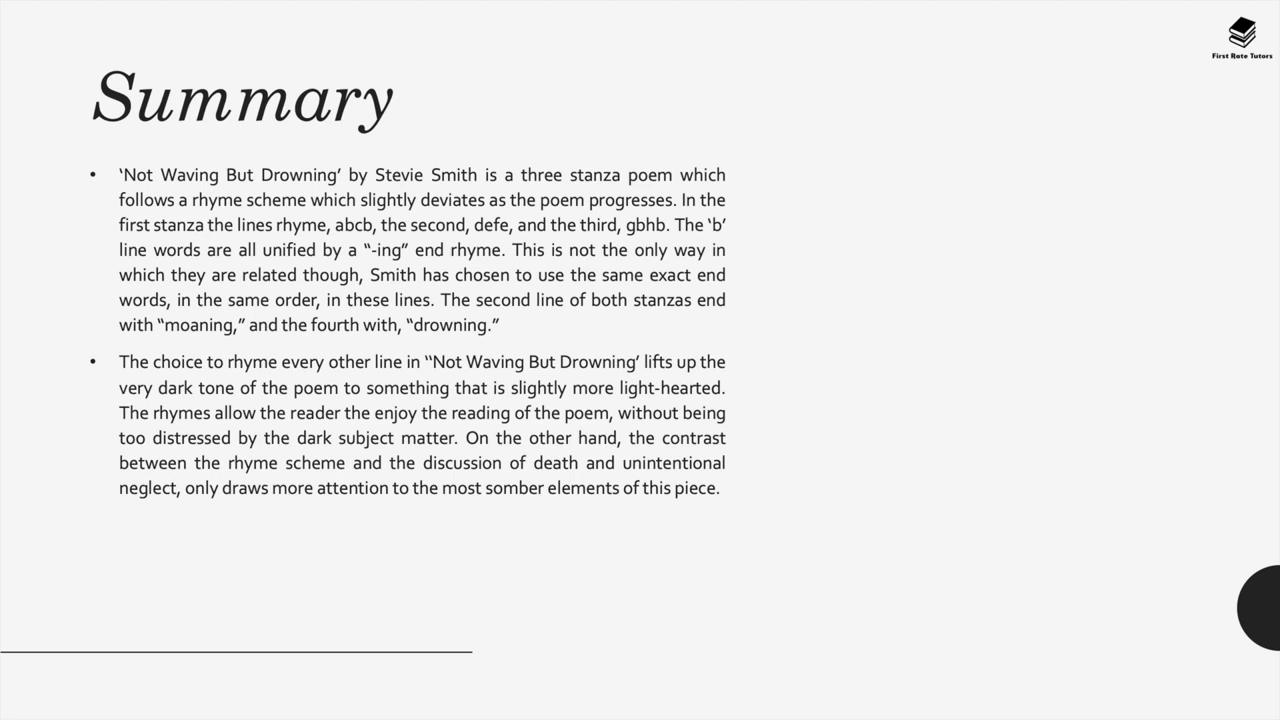 First Rate Tutors
Summary
• ‘Not Waving But Drowning’ by Stevie Smith is a three stanza poem which
follows a rhyme scheme which slightly deviates as the poem progresses. In the
first stanza the lines rhyme, abcb, the second, defe, and the third, gbhb. The ‘b’
line words are all unified by a “-ing” end rhyme. This is not the only way in
which they are related though, Smith has chosen to use the same exact end
words, in the same order, in these lines. The second line of both stanzas end
with “moaning,” and the fourth with, “drowning.”
• The choice to rhyme every other line in ‘‘Not Waving But Drowning’ lifts up the
very dark tone of the poem to something that is slightly more light-hearted.
The rhymes allow the reader the enjoy the reading of the poem, without being
too distressed by the dark subject matter. On the other hand, the contrast
between the rhyme scheme and the discussion of death and unintentional
neglect, only draws more attention to the most somber elements of this piece.